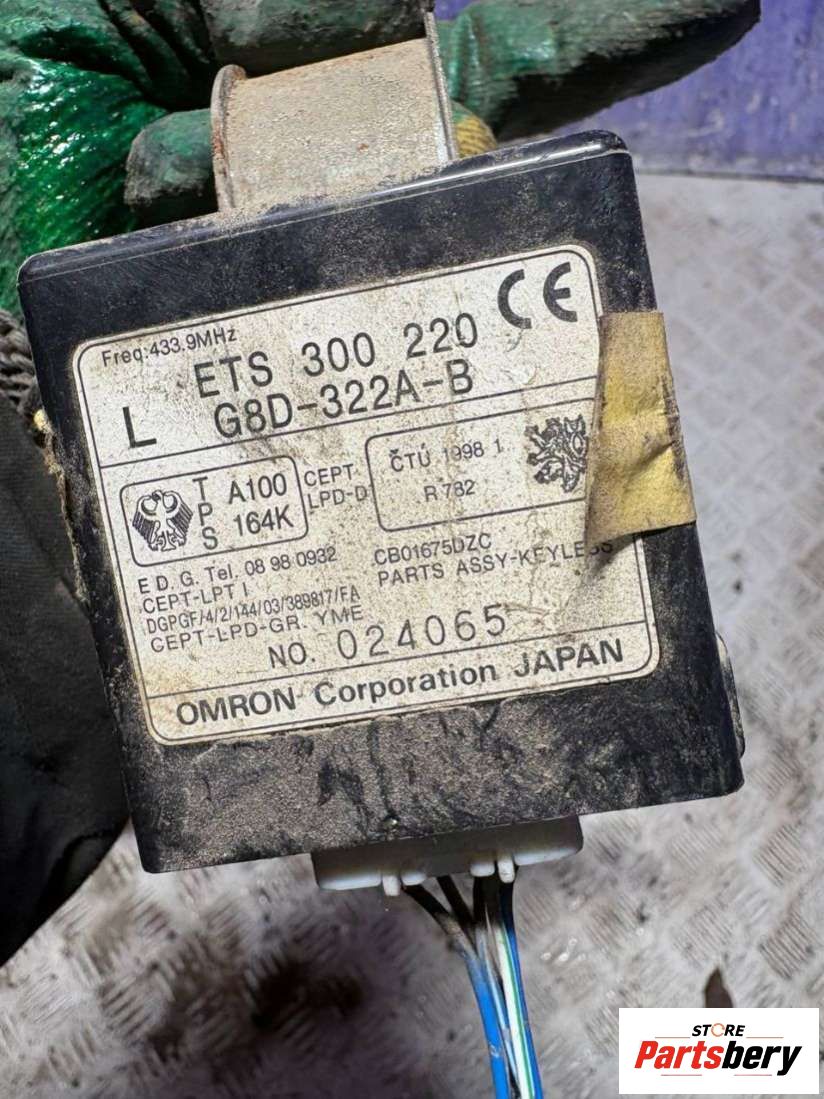 Freq:433.9MHz
ETS 300 220
CE
L
G8D-322A-B
T P S
A100
164K
CEPT
LPD-D
ČTÚ 1998 1
R 782
E.D.G. Tel. 08 98 0932
CEPT-LPT I
DGPGF/4/2/144/03/389817/FA
CEPT-LPD-GR. YME
CB01675DZC
PARTS ASSY-KEYLESS
NO. 024065
OMRON Corporation JAPAN
STORE
Partsbery